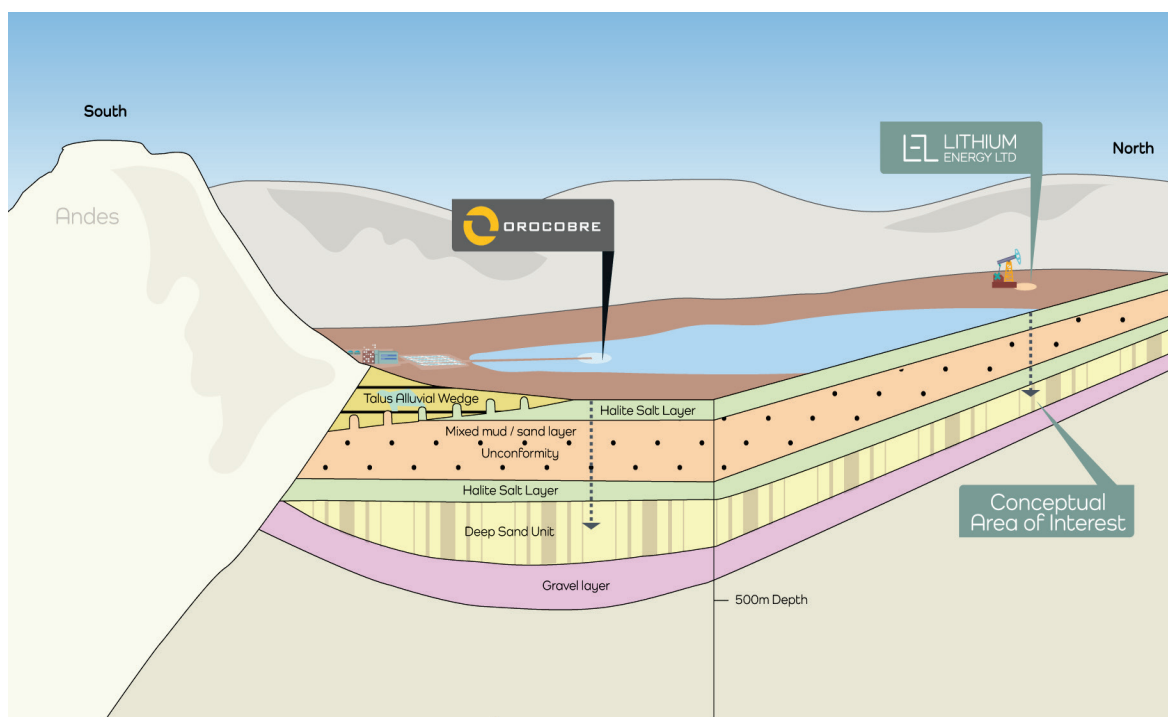 South
LITHIUM
ENERGY LTD
North
Andes
OROCOBRE
Talus Alluvial Wedge
Halite Salt Layer
Mixed mud / sand layer
Unconformity
Halite Salt Layer
Conceptual
Area of Interest
Deep Sand Unit
Gravel layer
500m Depth